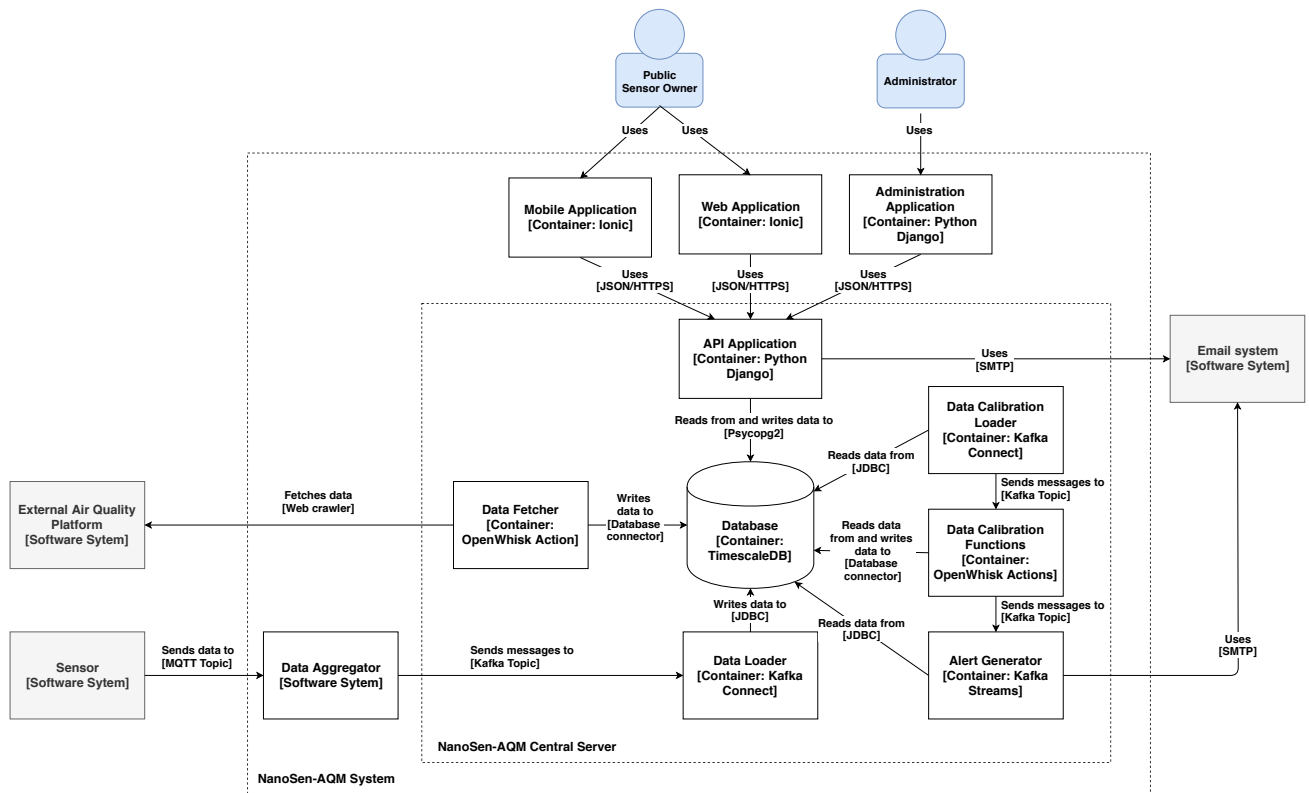 Public
Sensor Owner
Administrator
Uses
Uses
Uses
Mobile Application
[Container: Ionic]
Web Application
[Container: Ionic]
Administration
Application
[Container: Python
Django]
Uses
[JSON/HTTPS]
Uses
[JSON/HTTPS]
Uses
[JSON/HTTPS]
API Application
[Container: Python
Django]
Uses
[SMTP]
Email system
[Software Sytem]
Reads from and writes data to
[Psycopg2]
Data Calibration
Loader
[Container: Kafka
Connect]
Reads data from
[JDBC]
Sends messages to
[Kafka Topic]
External Air Quality
Platform
[Software Sytem]
Fetches data
[Web crawler]
Data Fetcher
[Container:
OpenWhisk Action]
Writes
data to
[Database
connector]
Database
[Container:
TimescaleDB]
Reads data
from and writes
data to
[Database
connector]
Data Calibration
Functions
[Container:
OpenWhisk Actions]
Sends messages to
[Kafka Topic]
Writes data to
[JDBC]
Reads data from
[JDBC]
Sensor
[Software Sytem]
Sends data to
[MQTT Topic]
Data Aggregator
[Software Sytem]
Sends messages to
[Kafka Topic]
Data Loader
[Container: Kafka
Connect]
Alert Generator
[Container: Kafka
Streams]
Uses
[SMTP]
NanoSen-AQM Central Server
NanoSen-AQM System